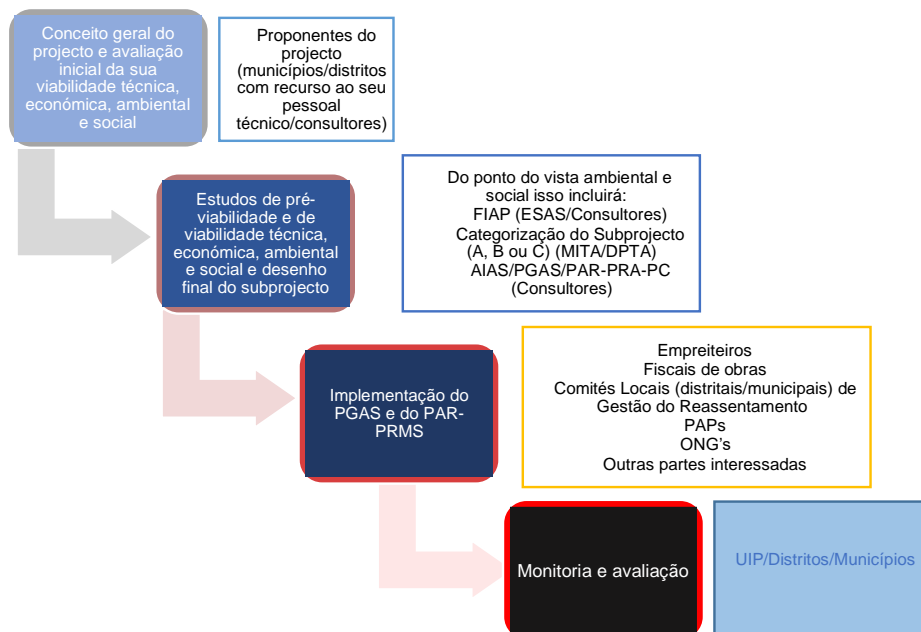 Conceito geral do
projecto e avaliação
inicial da sua
viabilidade técnica,
económica, ambiental
e social
Proponentes do
projecto
(municípios/distritos
com recurso ao seu
pessoal
técnico/consultores)
Estudos de pré-
viabilidade e de
viabilidade técnica,
económica, ambiental
e social e desenho
final do subprojecto
Do ponto do vista ambiental e
social isso incluirá:
FIAP (ESAS/Consultores)
Categorização do Subprojecto
(A, B ou C) (MITA/DPTA)
AIAS/PGAS/PAR-PRA-PC
(Consultores)
Implementação do
PGAS e do PAR-
PRMS
Empreiteiros
Fiscais de obras
Comités Locais (distritais/municipais) de
Gestão do Reassentamento
PAPs
ONG's
Outras partes interessadas
Monitoria e avaliação
UIP/Distritos/Municípios